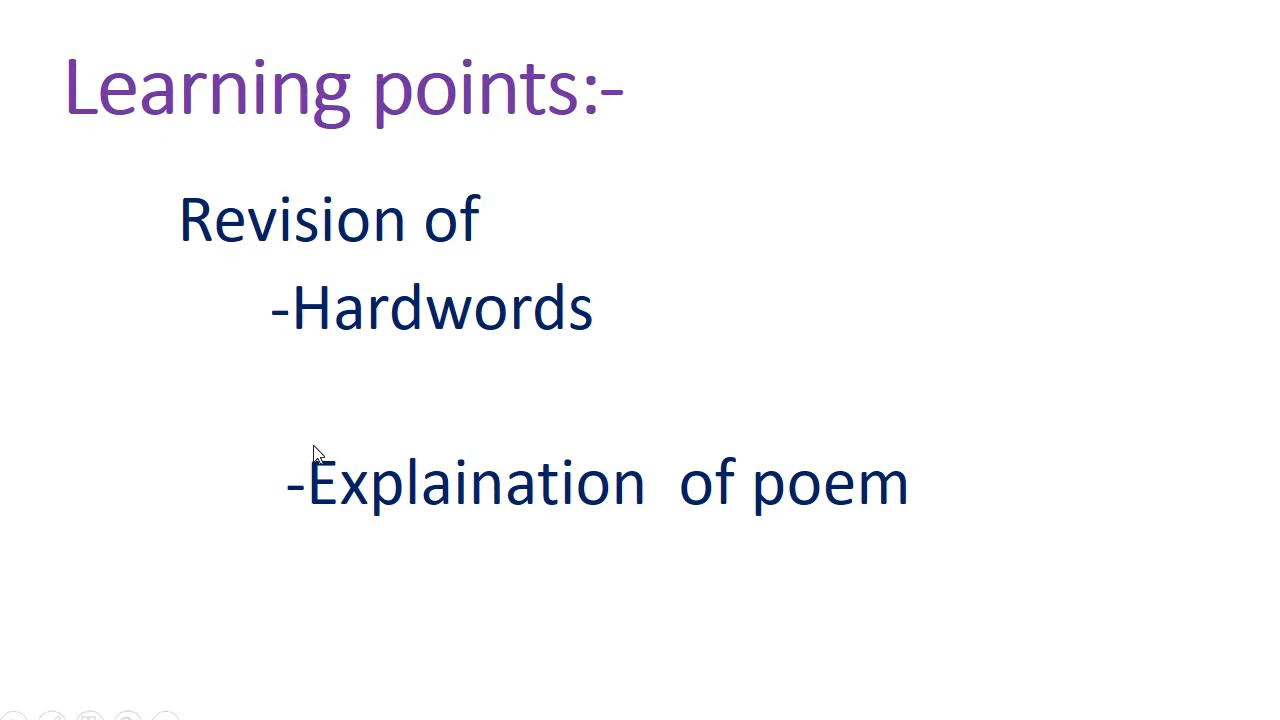 Learning points:-
Revision of
-Hardwords
-Explaination of poem